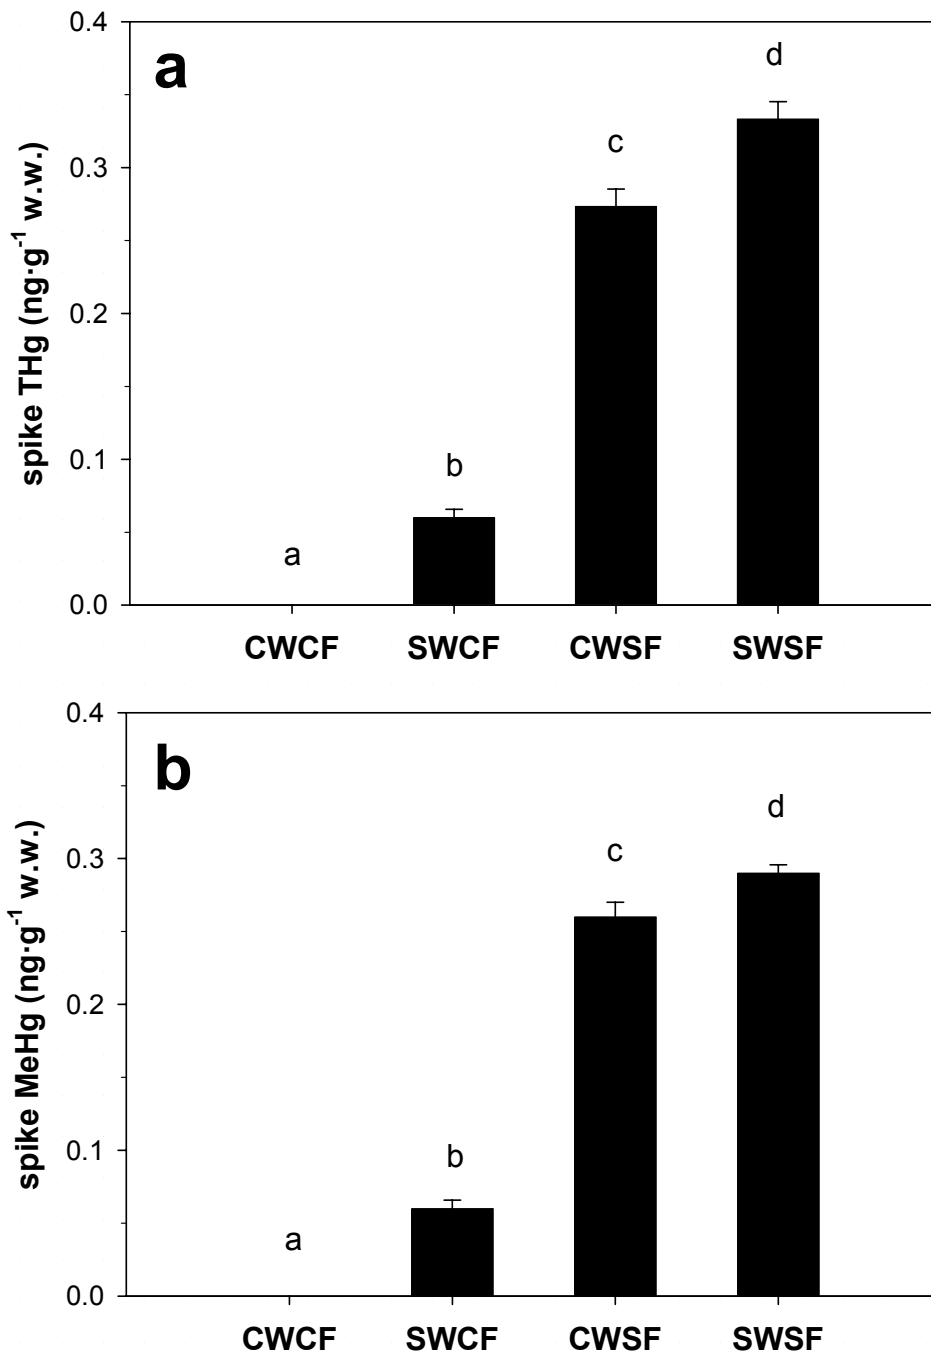 a
spike THg (ng·g-1 w.w.)
0.4
0.3
0.2
0.1
0.0
a
b
c
d
CWCF SWCF CWSF SWSF
b
spike MeHg (ng·g-1 w.w.)
0.4
0.3
0.2
0.1
0.0
a
b
c
d
CWCF SWCF CWSF SWSF